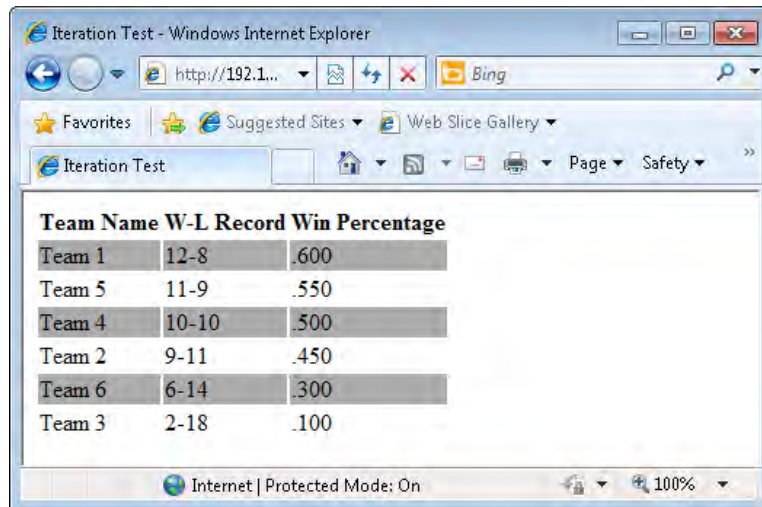 Iteration Test - Windows Internet Explorer
http://192.1... Bing
Favorites Suggested Sites Web Slice Gallery
Iteration Test Page Safety »
Team Name W-L Record Win Percentage
Team 1 12-8 .600
Team 5 11-9 .550
Team 4 10-10 .500
Team 2 9-11 .450
Team 6 6-14 .300
Team 3 2-18 .100
Internet | Protected Mode: On 100%